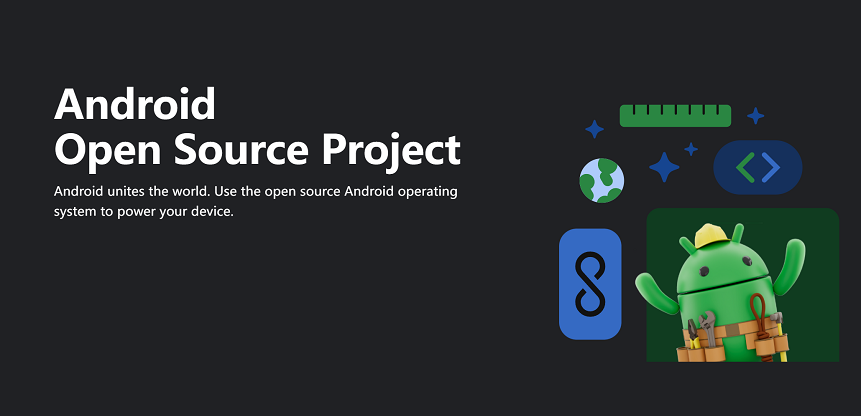 Android
Open Source Project
Android unites the world. Use the open source Android operating
system to power your device.